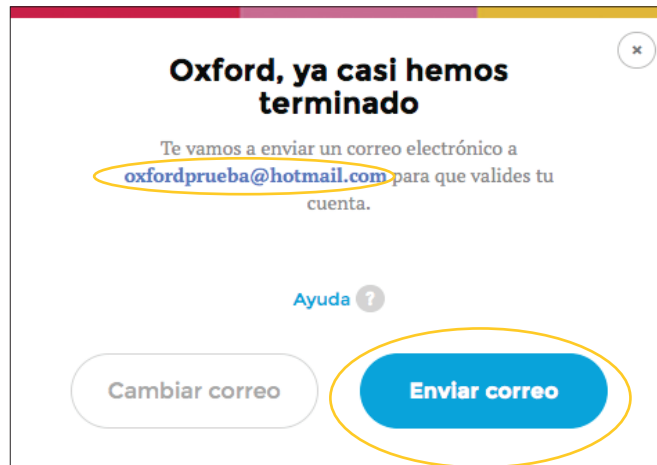 Oxford, ya casi hemos
terminado
Te vamos a enviar un correo electrónico a
oxfordprueba@hotmail.com para que valides tu
cuenta.
Ayuda ?
Cambiar correo
Enviar correo